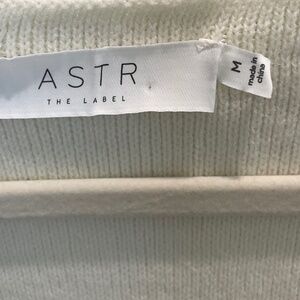 ASTR
THE LABEL
M
made in
china